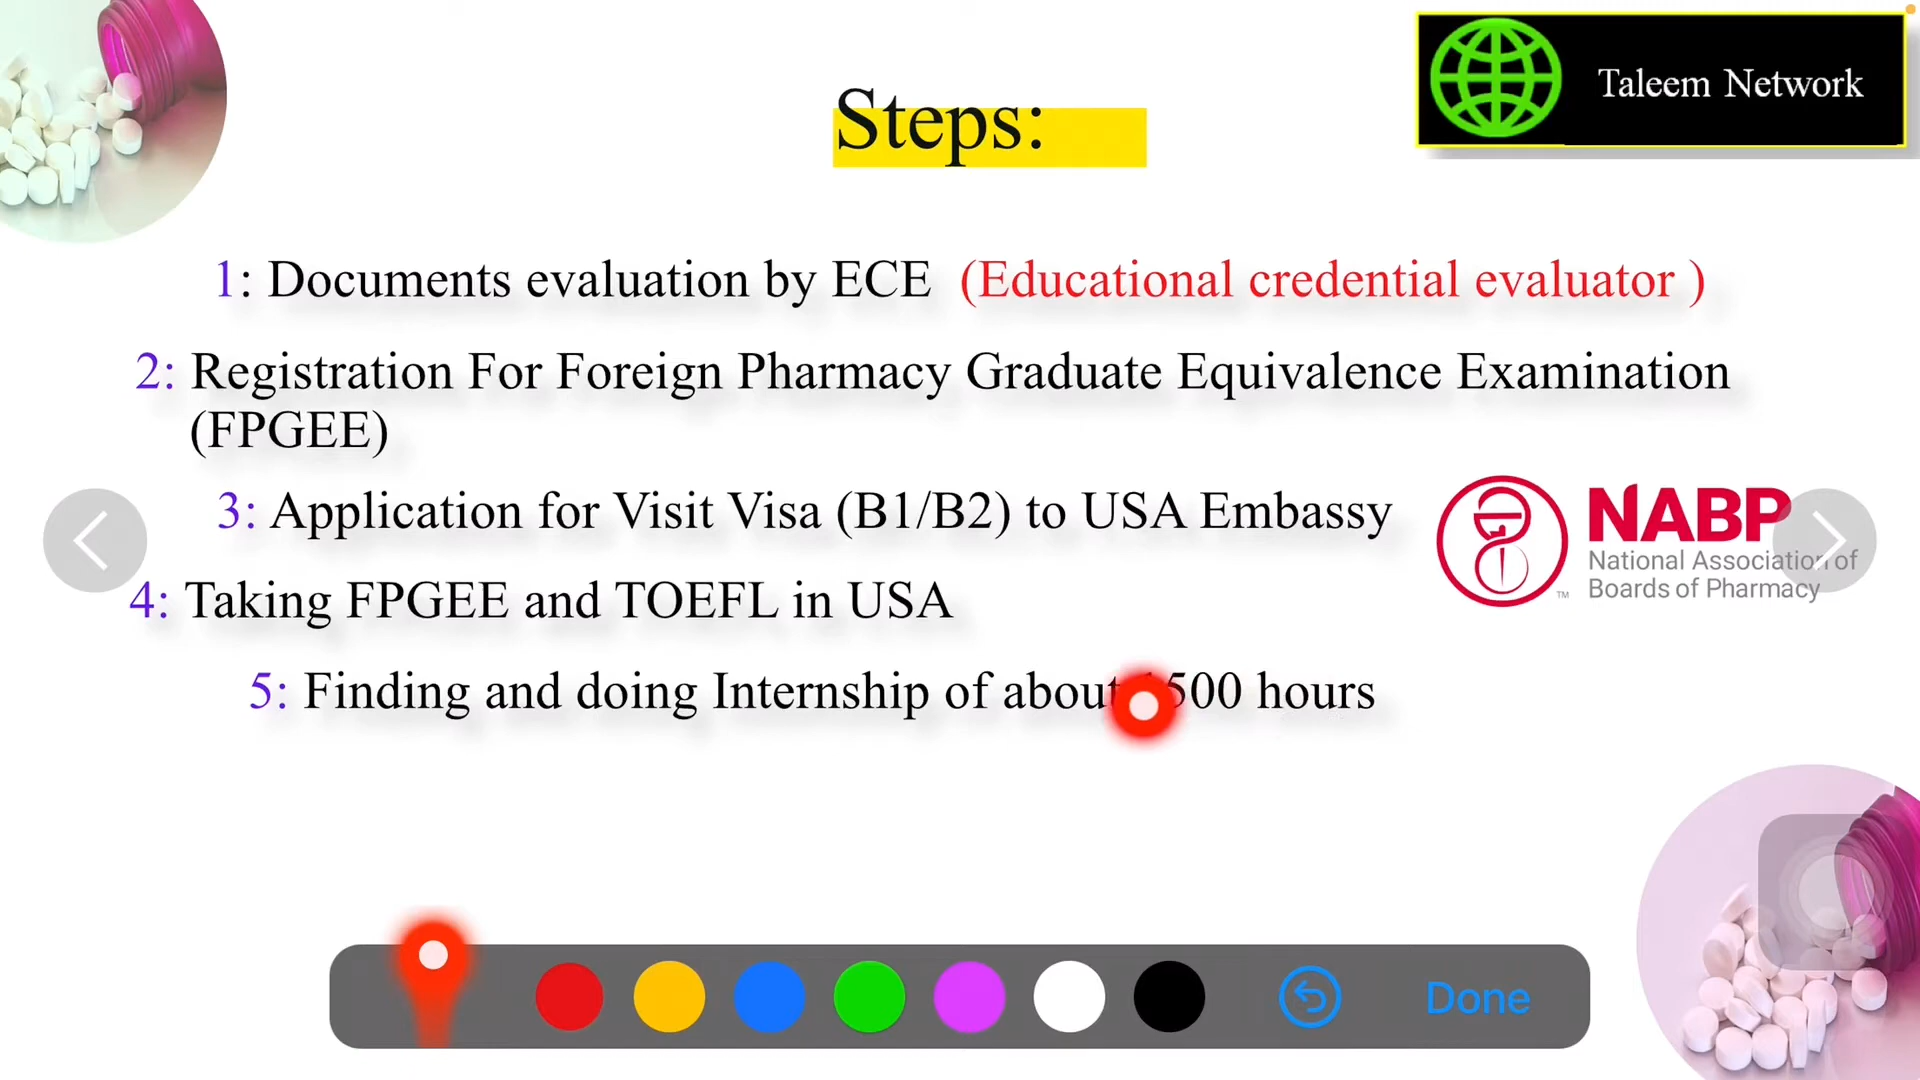 Taleem Network
Steps:
1: Documents evaluation by ECE (Educational credential evaluator )
2: Registration For Foreign Pharmacy Graduate Equivalence Examination
(FPGEE)
3: Application for Visit Visa (B1/B2) to USA Embassy
NABP
National Association of
Boards of Pharmacy
TM
4: Taking FPGEE and TOEFL in USA
5: Finding and doing Internship of about hours
Done